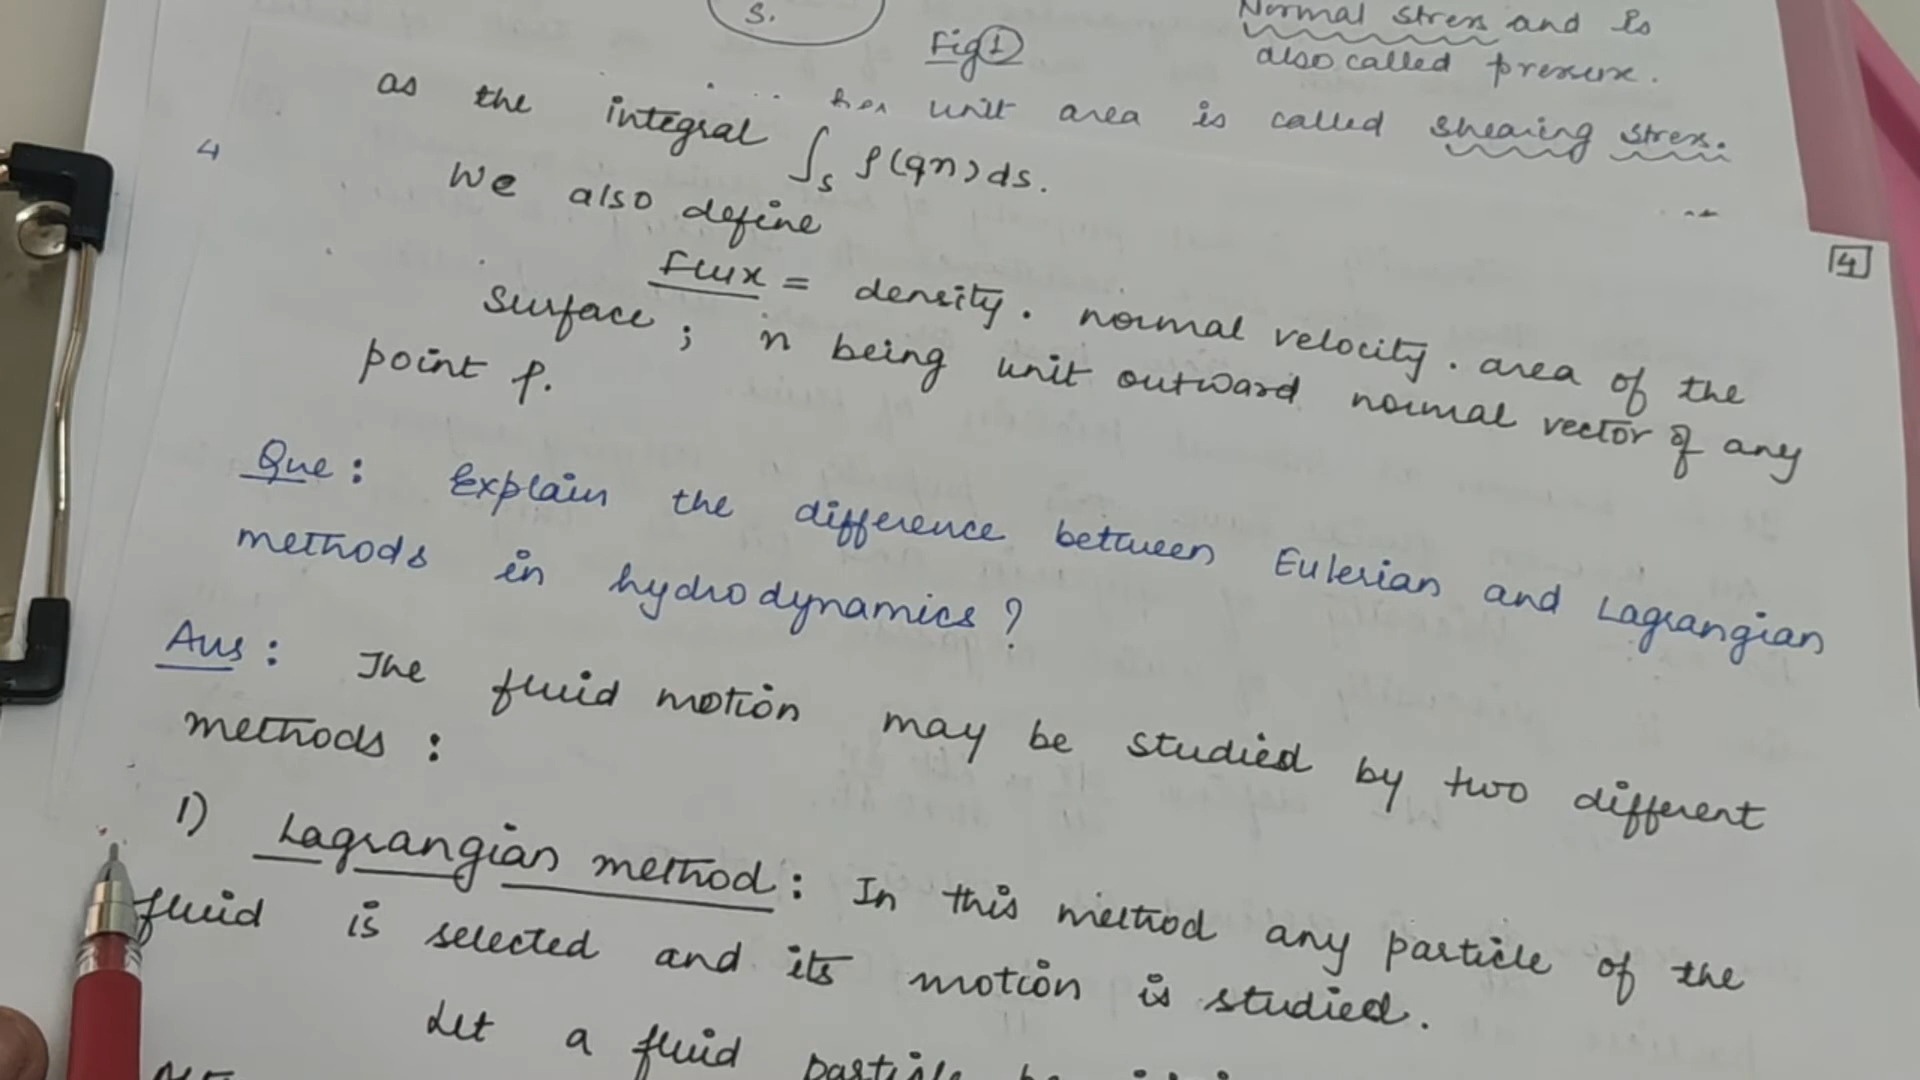 S.
Fig 1
Normal stress and is
also called pressure.
per unit area is called shearing stress.
4
4
as the integral ∫s ρ(qn) ds.
We also define
Flux = density . normal velocity . area of the
surface ; n being unit outward normal vector of any
point P.
Que : Explain the difference between Eulerian and Lagrangian
methods in hydrodynamics ?
Ans : The fluid motion may be studied by two different
methods :
1) Lagrangian method : In this method any particle of the
fluid is selected and its motion is studied.
Let a fluid particle be